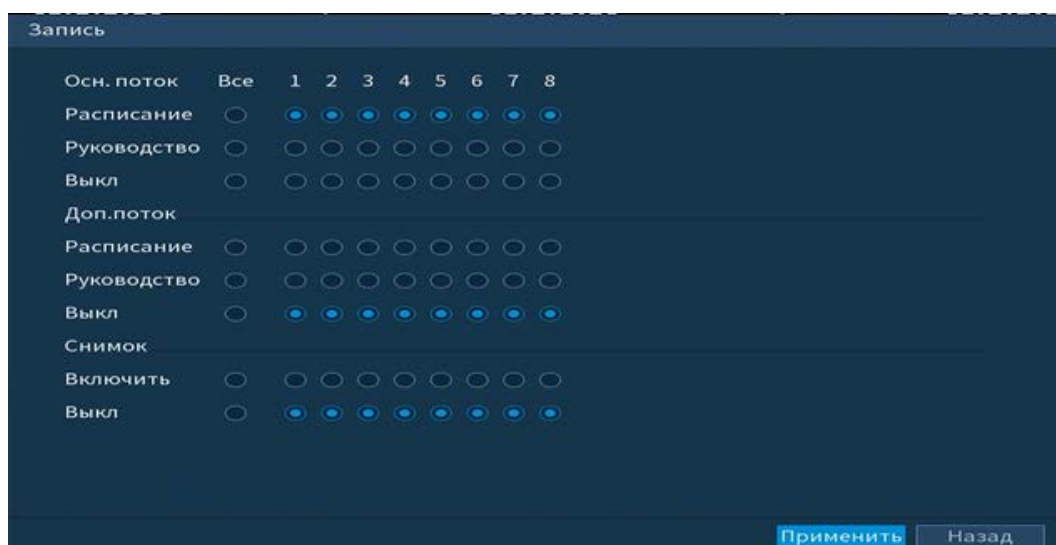 Запись
Осн. поток Все 1 2 3 4 5 6 7 8
Расписание
Руководство
Выкл
Доп.поток
Расписание
Руководство
Выкл
Снимок
Включить
Выкл
Применить Назад